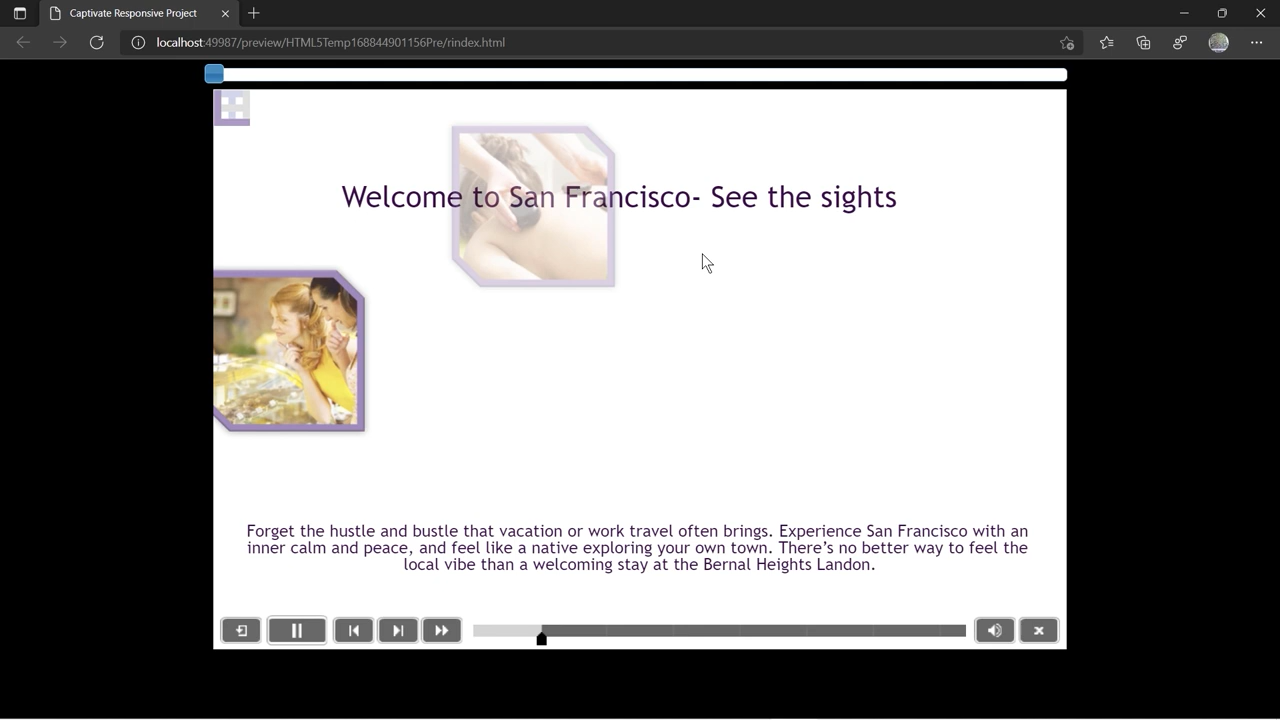 Captivate Responsive Project
localhost:49987/preview/HTML5Temp168844901156Pre/rindex.html
Welcome to San Francisco- See the sights
Forget the hustle and bustle that vacation or work travel often brings. Experience San Francisco with an
inner calm and peace, and feel like a native exploring your own town. There’s no better way to feel the
local vibe than a welcoming stay at the Bernal Heights Landon.